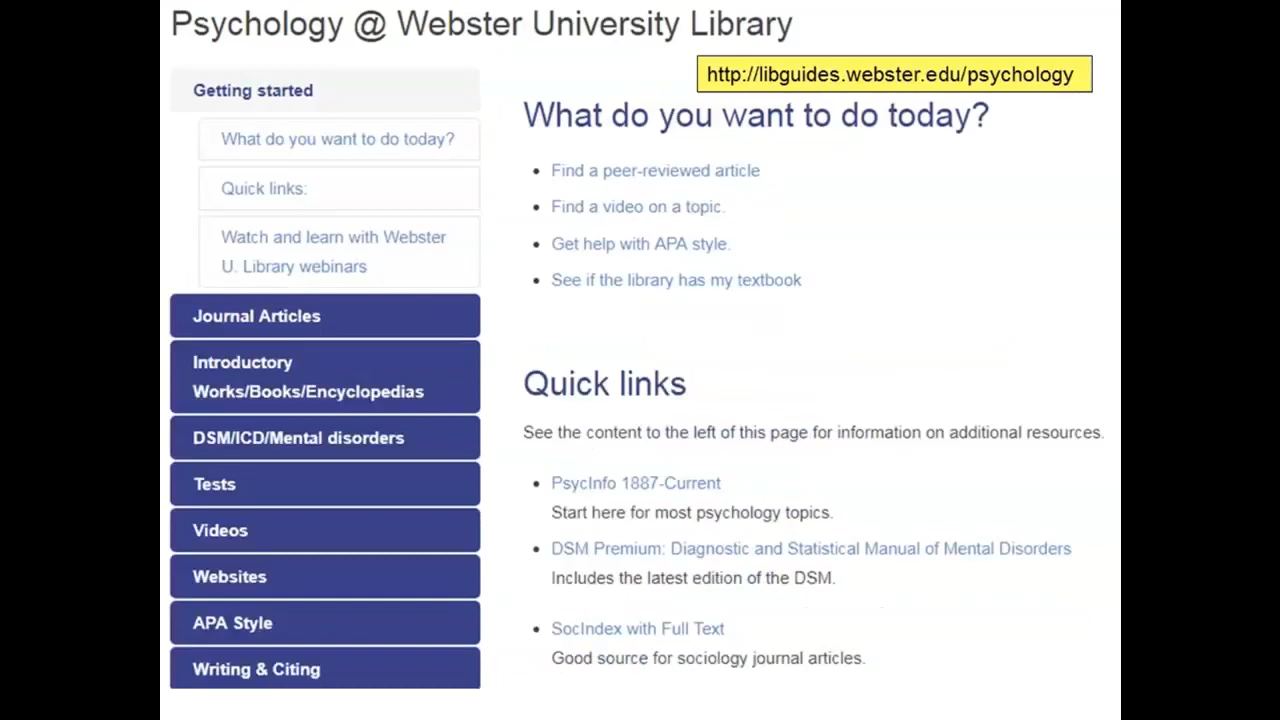 Psychology @ Webster University Library
http://libguides.webster.edu/psychology
Getting started
What do you want to do today?
Quick links:
Watch and learn with Webster
U. Library webinars
Journal Articles
Introductory
Works/Books/Encyclopedias
DSM/ICD/Mental disorders
Tests
Videos
Websites
APA Style
Writing & Citing
What do you want to do today?
• Find a peer-reviewed article
• Find a video on a topic.
• Get help with APA style.
• See if the library has my textbook
Quick links
See the content to the left of this page for information on additional resources.
• PsycInfo 1887-Current
Start here for most psychology topics.
• DSM Premium: Diagnostic and Statistical Manual of Mental Disorders
Includes the latest edition of the DSM.
• SocIndex with Full Text
Good source for sociology journal articles.